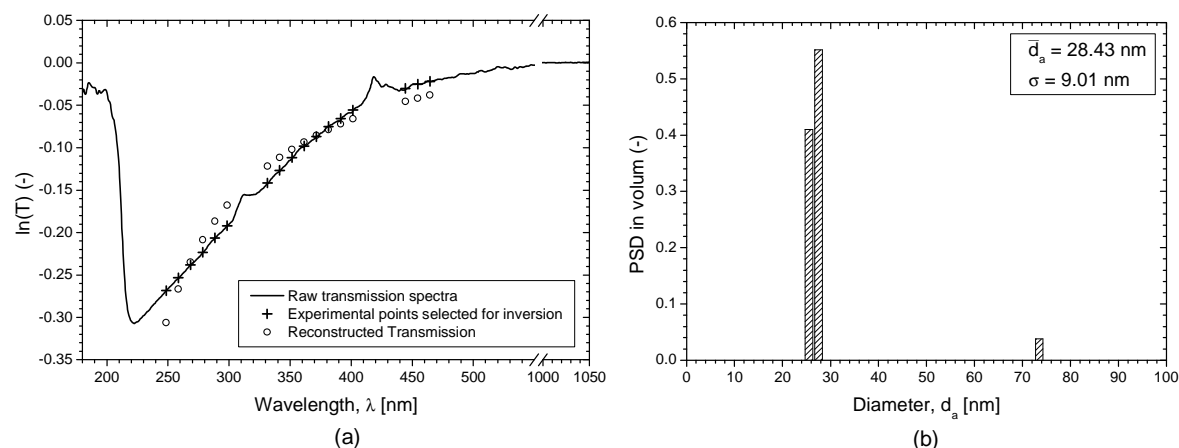 0.00
-0.05
-0.10
-0.15
-0.20
-0.25
-0.30
-0.35
ln(T) (-)
200 250 300 350 400 450 500 1000 1050
Wavelength, λ [nm]
Raw transmission spectra
Experimental points selected for inversion
Reconstructed Transmission
(a)
0.6
0.5
0.4
0.3
0.2
0.1
0.0
PSD in volum (-)
0 10 20 30 40 50 60 70 80 90 100
Diameter, d_a [nm]
d̅_a = 28.43 nm
σ = 9.01 nm
(b)